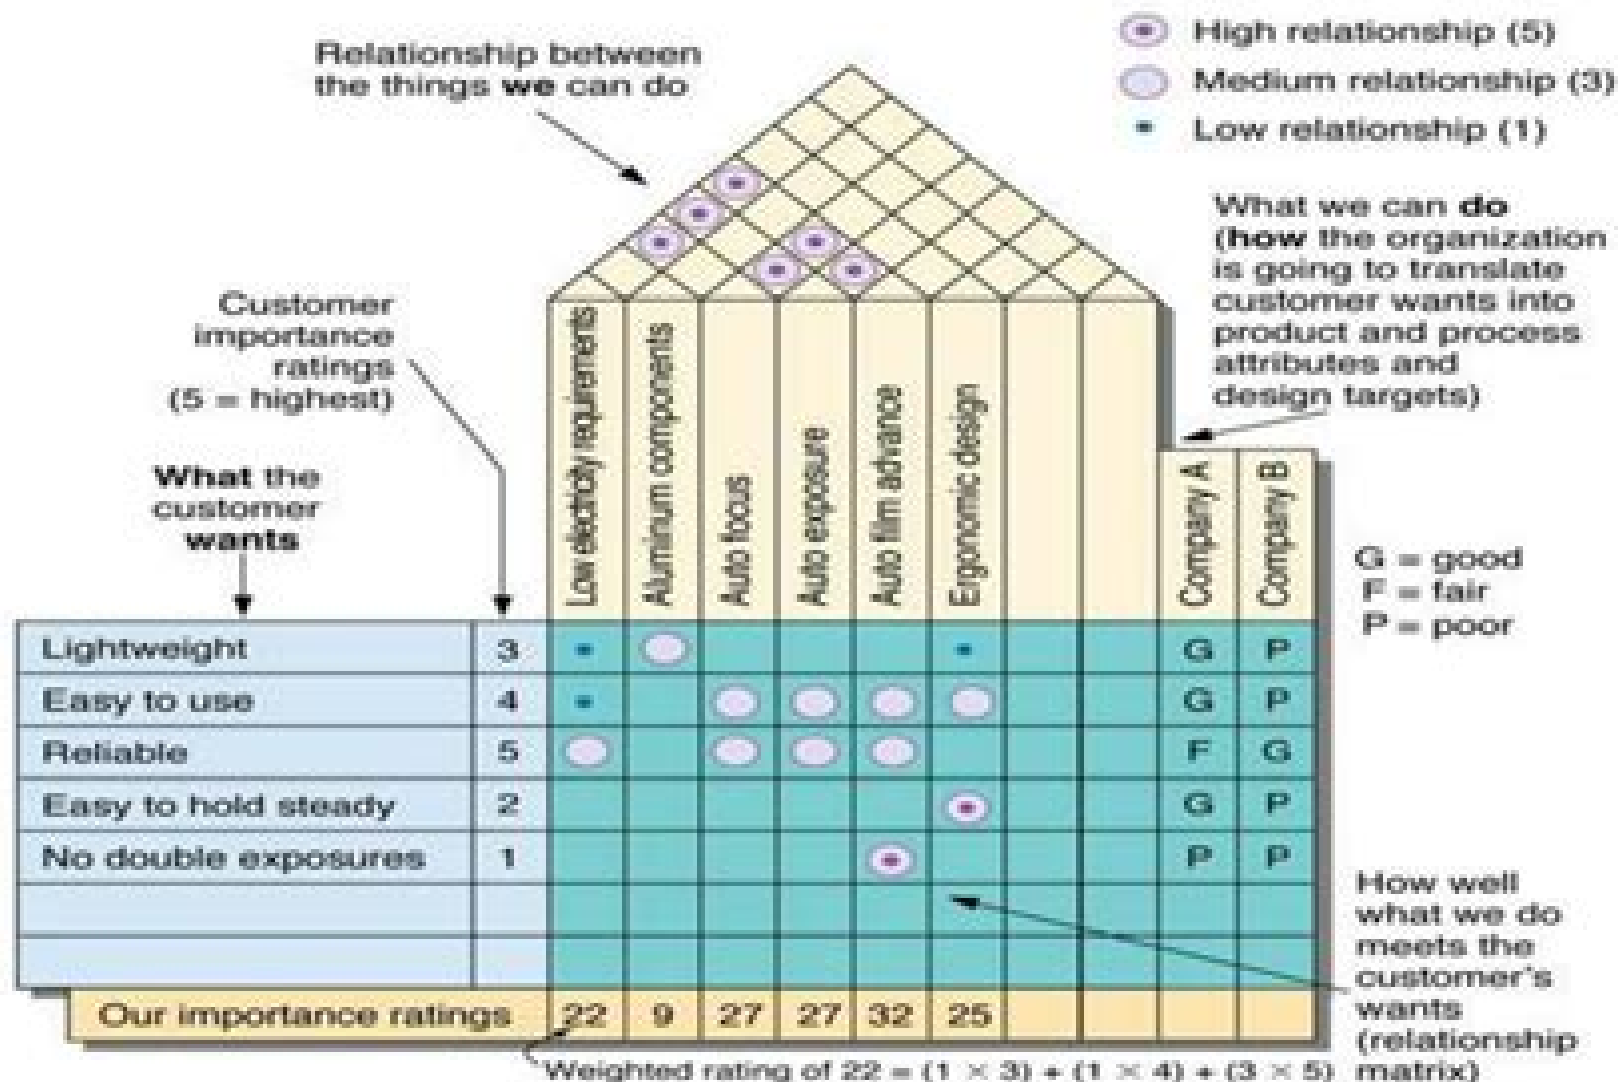 High relationship (5)
Medium relationship (3)
Low relationship (1)
Relationship between
the things we can do
What we can do
(how the organization
is going to translate
customer wants into
product and process
attributes and
design targets)
Customer
importance
ratings
(5 = highest)
What the
customer
wants
Low electricity requirements
Aluminum components
Auto focus
Auto exposure
Auto film advance
Ergonomic design
Company A
Company B
G = good
F = fair
P = poor
Lightweight 3 G P
Easy to use 4 G P
Reliable 5 F G
Easy to hold steady 2 G P
No double exposures 1 P P
How well
what we do
meets the
customer's
wants
(relationship
matrix)
Our importance ratings 22 9 27 27 32 25
Weighted rating of 22 = (1 × 3) + (1 × 4) + (3 × 5)